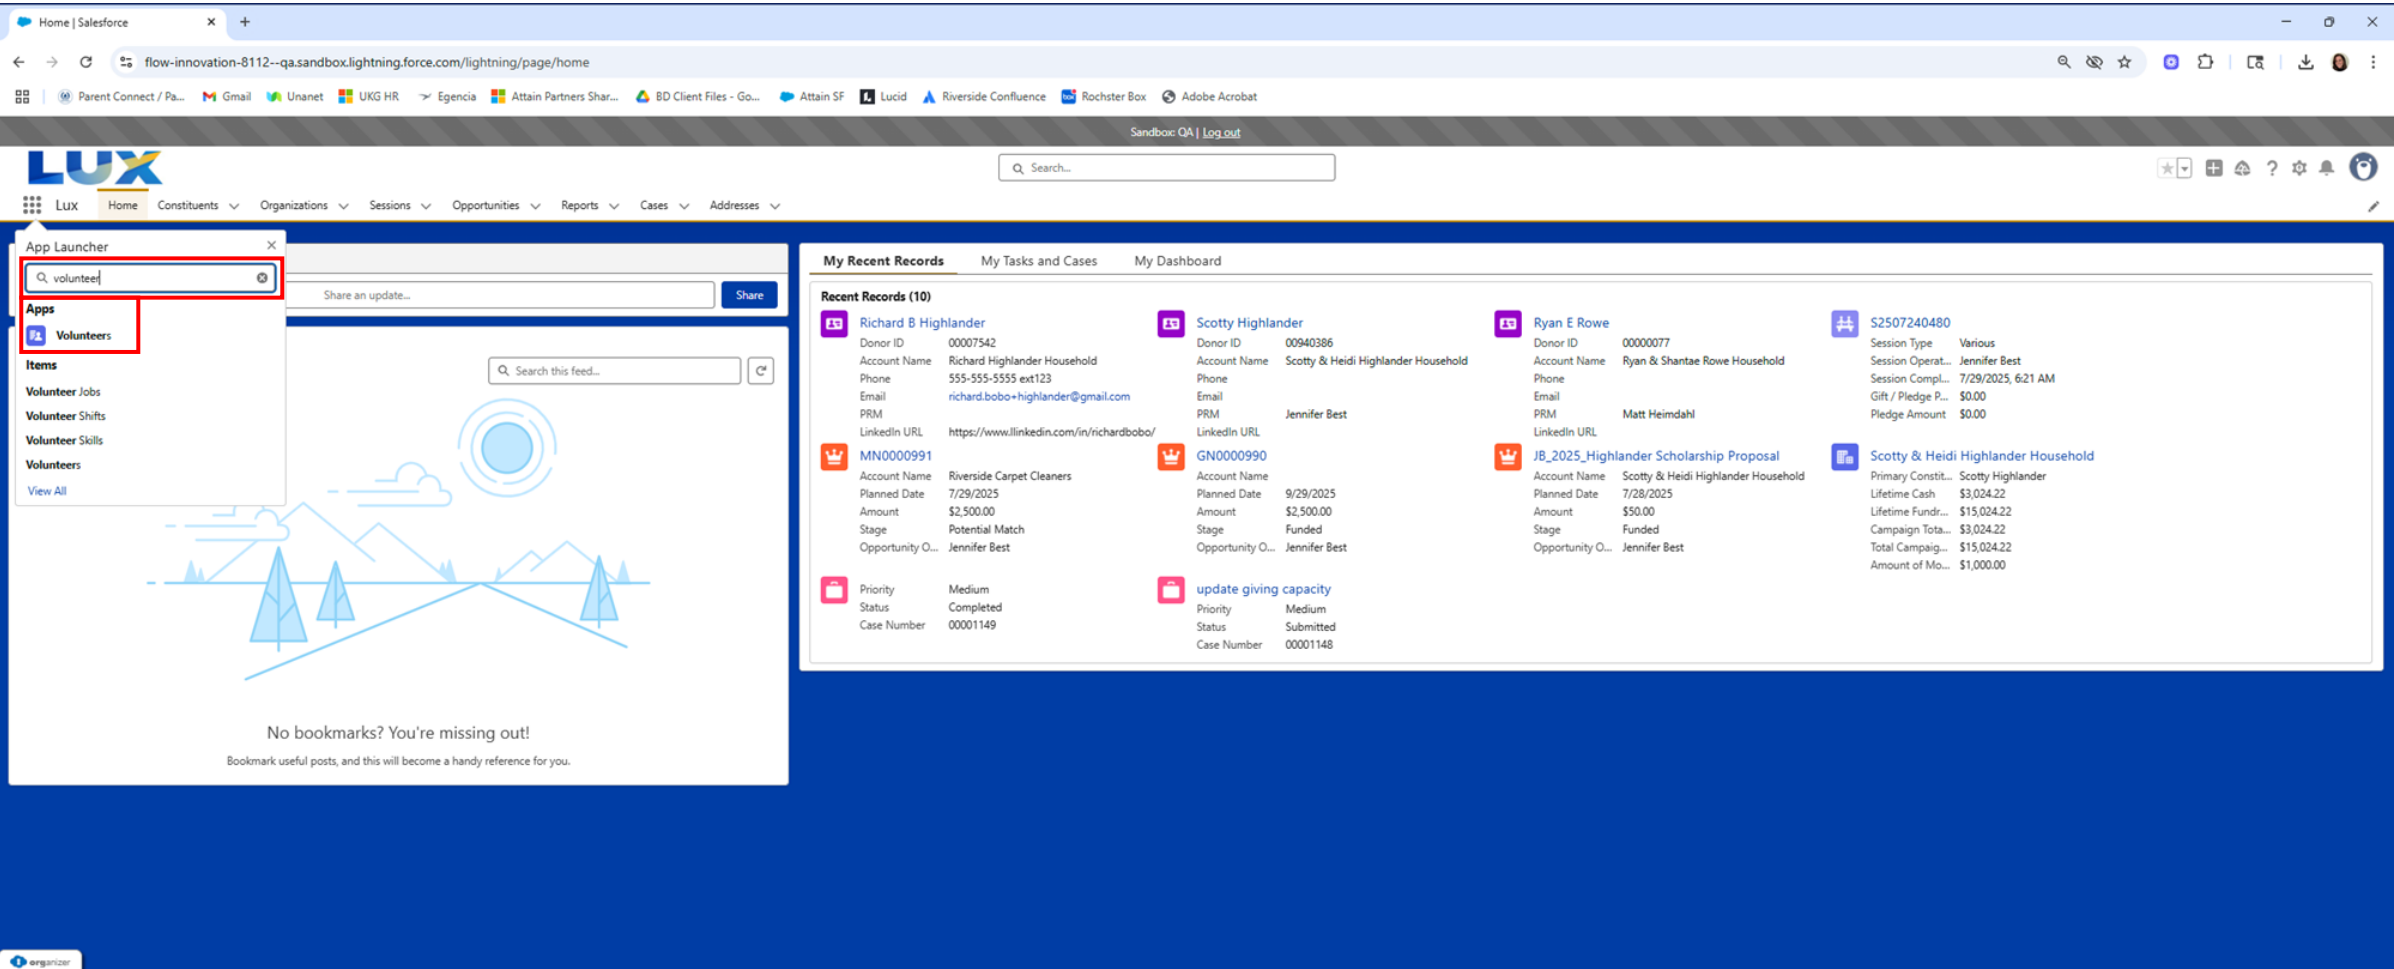 Home | Salesforce
flow-innovation-8112--qa.sandbox.lightning.force.com/lightning/page/home
Parent Connect / Pa... Gmail Unanet UKG HR Egencia Attain Partners Shar... BD Client Files - Go... Attain SF Lucid Riverside Confluence Rochster Box Adobe Acrobat
Sandbox: QA | Log out
LUX
Search...
Lux Home Constituents Organizations Sessions Opportunities Reports Cases Addresses
App Launcher
volunteer
Apps
Volunteers
Items
Volunteer Jobs
Volunteer Shifts
Volunteer Skills
Volunteers
View All
Share an update...
Share
Search this feed...
No bookmarks? You're missing out!
Bookmark useful posts, and this will become a handy reference for you.
My Recent Records My Tasks and Cases My Dashboard
Recent Records (10)
Richard B Highlander
Donor ID 00007542
Account Name Richard Highlander Household
Phone 555-555-5555 ext123
Email richard.bobo+highlander@gmail.com
PRM
LinkedIn URL https://www.llinkedin.com/in/richardbobo/
Scotty Highlander
Donor ID 00940386
Account Name Scotty & Heidi Highlander Household
Phone
Email
PRM Jennifer Best
LinkedIn URL
Ryan E Rowe
Donor ID 00000077
Account Name Ryan & Shantae Rowe Household
Phone
Email
PRM Matt Heimdahl
LinkedIn URL
S2507240480
Session Type Various
Session Operat... Jennifer Best
Session Compl... 7/29/2025, 6:21 AM
Gift / Pledge P... $0.00
Pledge Amount $0.00
MN0000991
Account Name Riverside Carpet Cleaners
Planned Date 7/29/2025
Amount $2,500.00
Stage Potential Match
Opportunity O... Jennifer Best
GN0000990
Account Name
Planned Date 9/29/2025
Amount $2,500.00
Stage Funded
Opportunity O... Jennifer Best
JB_2025_Highlander Scholarship Proposal
Account Name Scotty & Heidi Highlander Household
Planned Date 7/28/2025
Amount $50.00
Stage Funded
Opportunity O... Jennifer Best
Scotty & Heidi Highlander Household
Primary Constit... Scotty Highlander
Lifetime Cash $3,024.22
Lifetime Fundr... $15,024.22
Campaign Tota... $3,024.22
Total Campaig... $15,024.22
Amount of Mo... $1,000.00
Priority Medium
Status Completed
Case Number 00001149
update giving capacity
Priority Medium
Status Submitted
Case Number 00001148
organizer